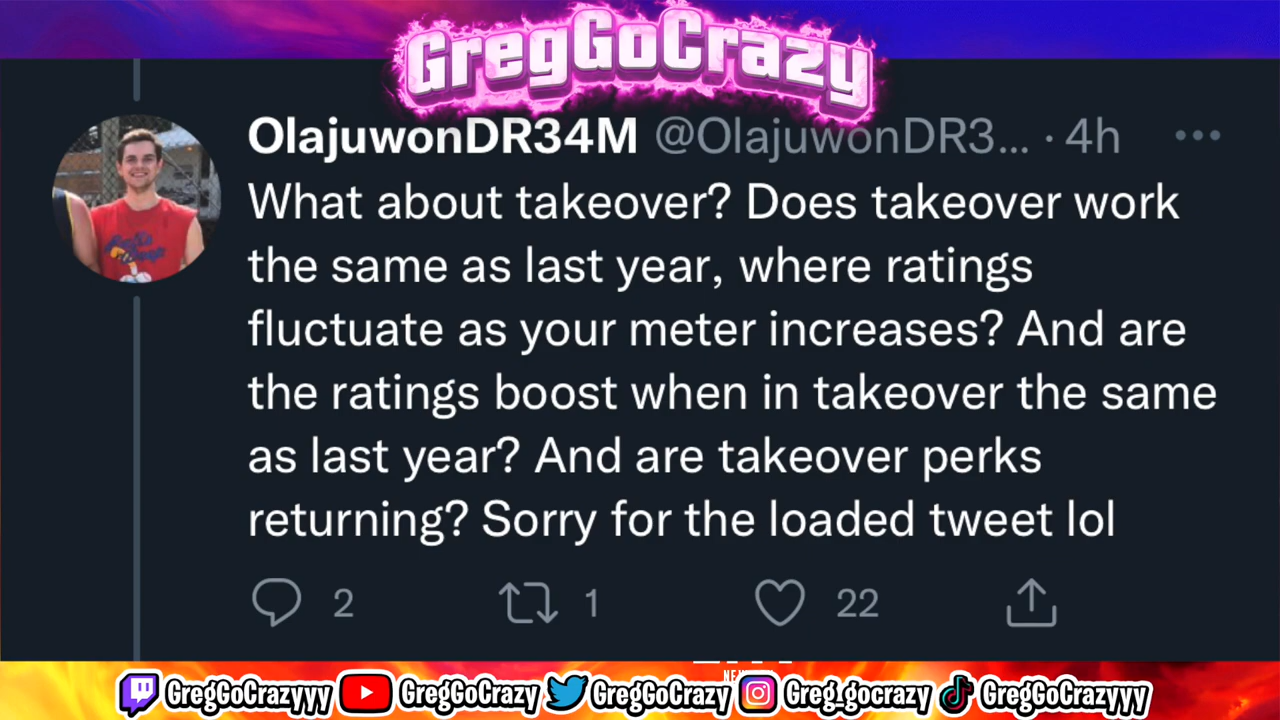 GregGoCrazy
OlajuwonDR34M @OlajuwonDR3... · 4h
What about takeover? Does takeover work
the same as last year, where ratings
fluctuate as your meter increases? And are
the ratings boost when in takeover the same
as last year? And are takeover perks
returning? Sorry for the loaded tweet lol
2 1 22
GregGoCrazyyy GregGoCrazy GregGoCrazy Greg_gocrazy GregGoCrazyyy